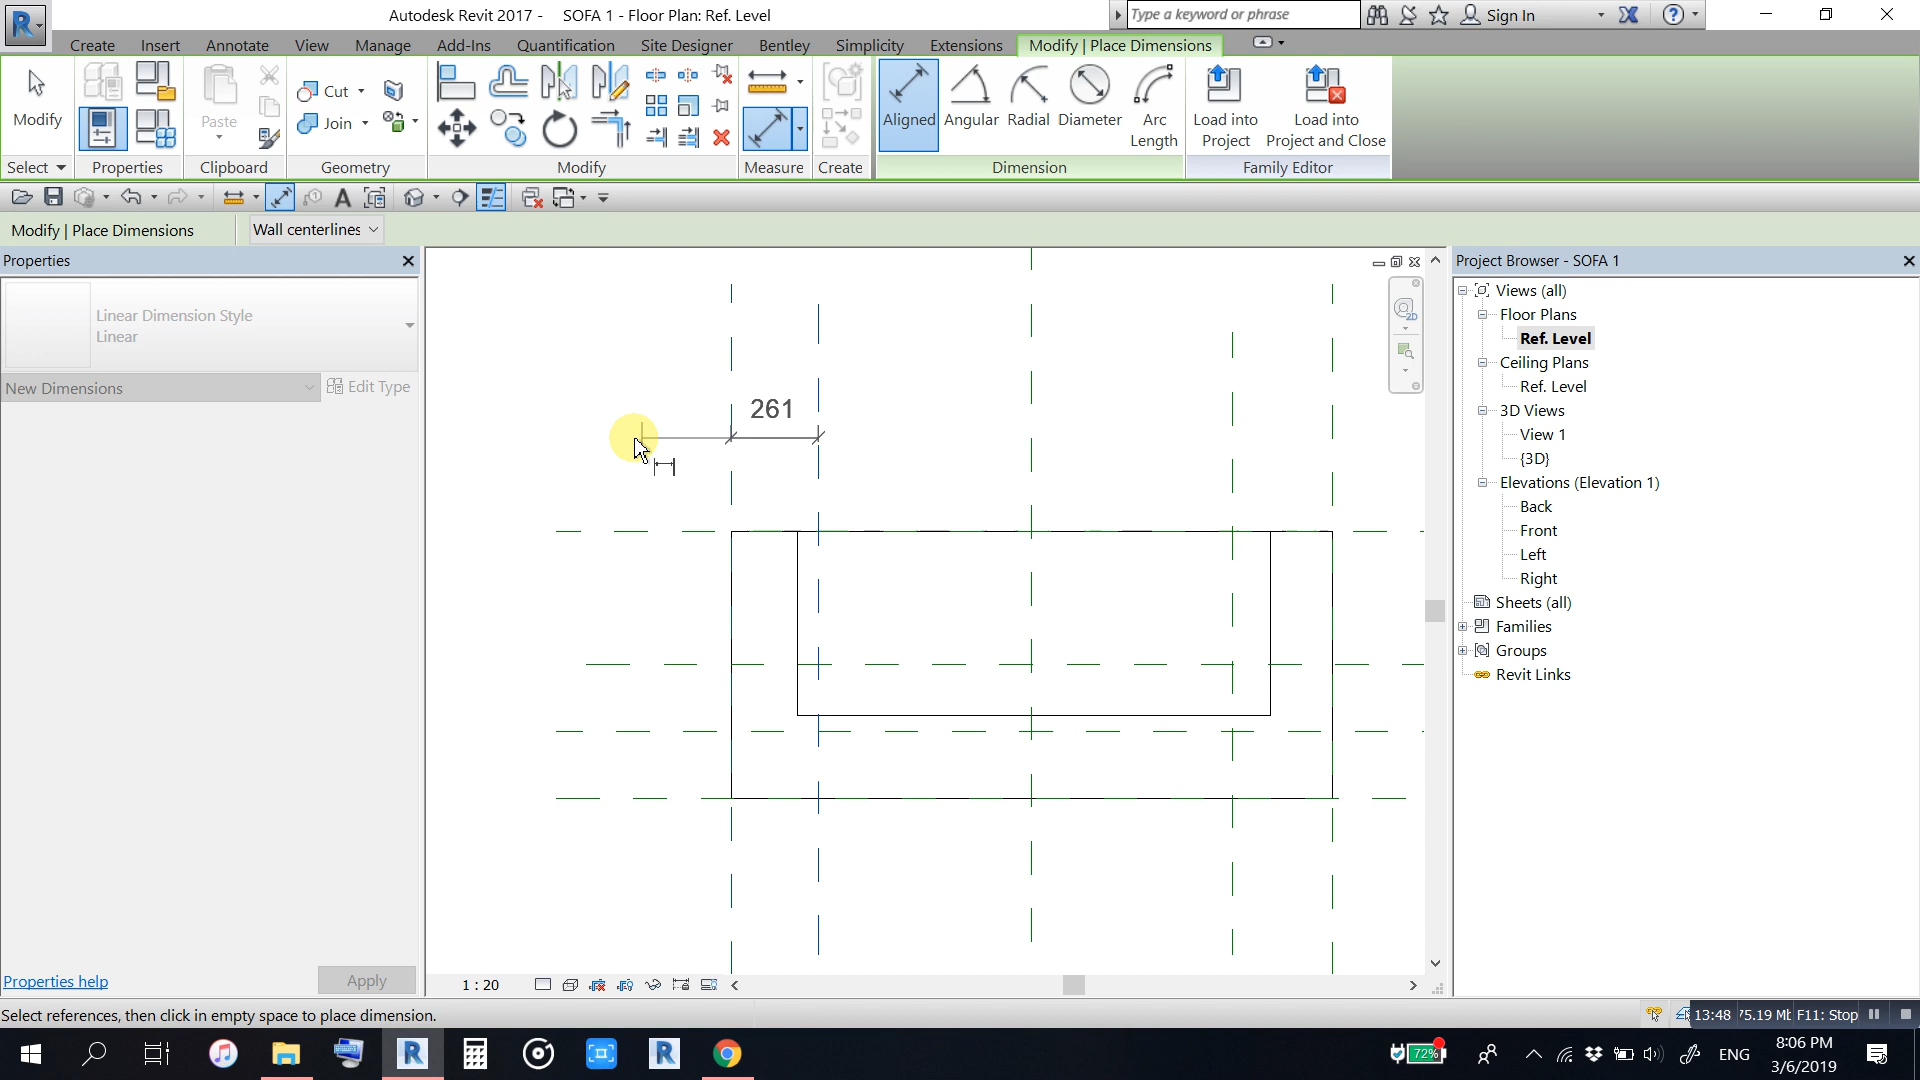 Autodesk Revit 2017 - SOFA 1 - Floor Plan: Ref. Level
Type a keyword or phrase
Sign In
Create Insert Annotate View Manage Add-Ins Quantification Site Designer Bentley Simplicity Extensions Modify | Place Dimensions
Modify
Paste
Cut
Join
Aligned
Angular
Radial
Diameter
Arc
Length
Load into
Project
Load into
Project and Close
Select Properties Clipboard Geometry Modify Measure Create Dimension Family Editor
Modify | Place Dimensions Wall centerlines
Properties
Linear Dimension Style
Linear
New Dimensions
Edit Type
Properties help
Apply
2D
261
1 : 20
Project Browser - SOFA 1
Views (all)
Floor Plans
Ref. Level
Ceiling Plans
Ref. Level
3D Views
View 1
{3D}
Elevations (Elevation 1)
Back
Front
Left
Right
Sheets (all)
Families
Groups
Revit Links
Select references, then click in empty space to place dimension.
13:48
F11: Stop
72%
ENG
8:06 PM
3/6/2019